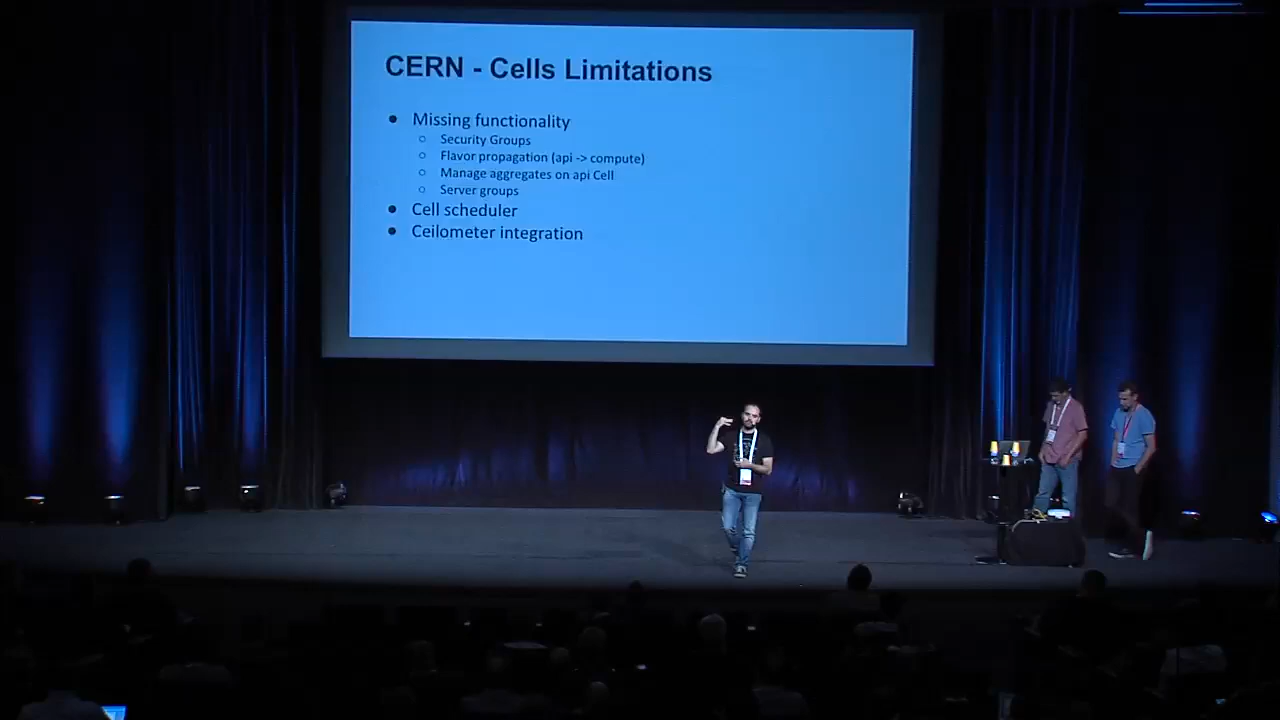 CERN - Cells Limitations
● Missing functionality
○ Security Groups
○ Flavor propagation (api -> compute)
○ Manage aggregates on api Cell
○ Server groups
● Cell scheduler
● Ceilometer integration